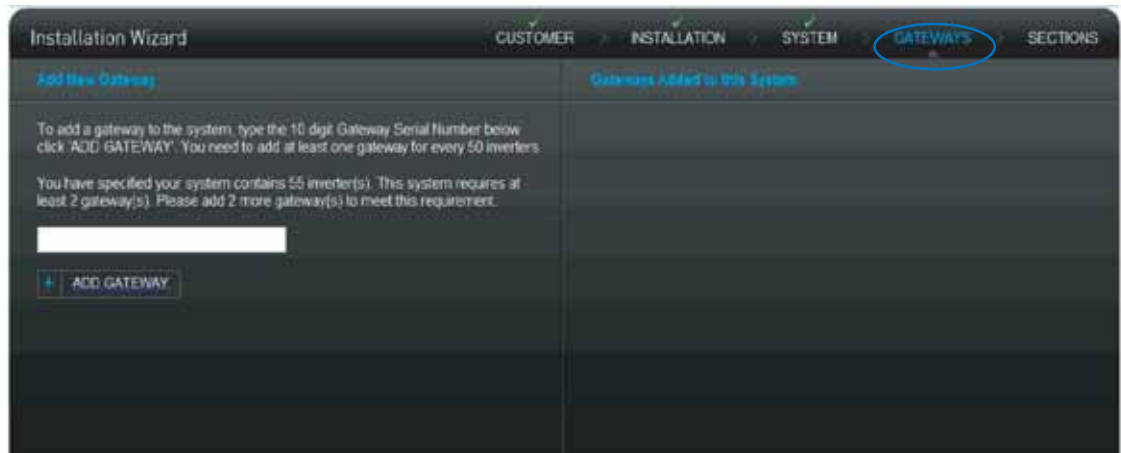 Installation Wizard
CUSTOMER > INSTALLATION > SYSTEM > GATEWAYS > SECTIONS
Add New Gateway
Gateways Added to this System
To add a gateway to the system, type the 10 digit Gateway Serial Number below
click 'ADD GATEWAY'. You need to add at least one gateway for every 50 inverters.
You have specified your system contains 55 inverter(s). This system requires at
least 2 gateway(s). Please add 2 more gateway(s) to meet this requirement.
+ ADD GATEWAY